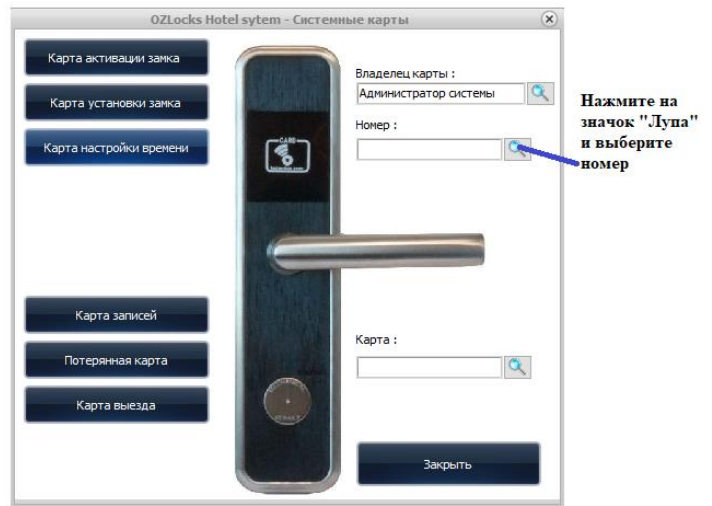 OZLocks Hotel sytem - Системные карты
Карта активации замка
Карта установки замка
Карта настройки времени
Карта записей
Потерянная карта
Карта выезда
CARD
Владелец карты :
Администратор системы
Номер :
Карта :
Закрыть
Нажмите на
значок "Лупа"
и выберите
номер